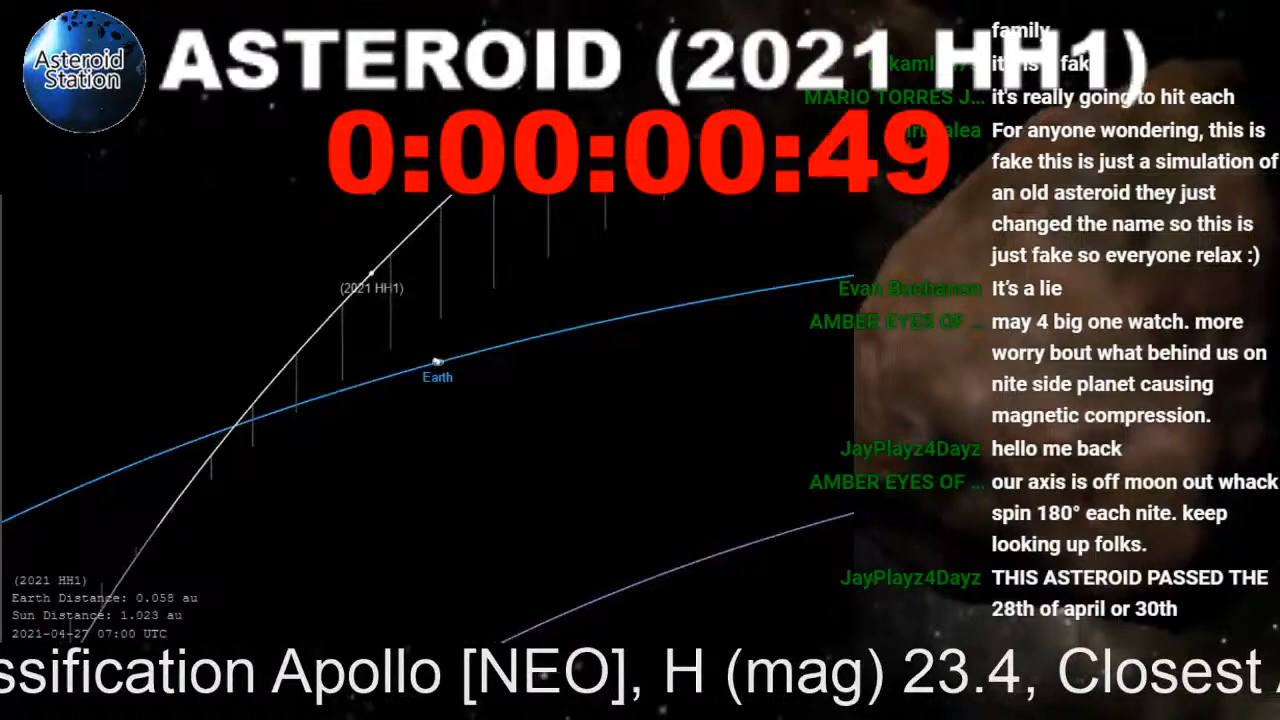 Asteroid
Station
ASTEROID (2021 HH1)
0:00:00:49
(2021 HH1)
Earth
(2021 HH1)
Earth Distance: 0.058 au
Sun Distance: 1.023 au
2021-04-27 07:00 UTC
family
it is
MARIO TORRES J... it's really going to hit each
For anyone wondering, this is
fake this is just a simulation of
an old asteroid they just
changed the name so this is
just fake so everyone relax :)
Evan Buchanon It's a lie
AMBER EYES OF ... may 4 big one watch. more
worry bout what behind us on
nite side planet causing
magnetic compression.
JayPlayz4Dayz hello me back
AMBER EYES OF ... our axis is off moon out whack
spin 180° each nite. keep
looking up folks.
JayPlayz4Dayz THIS ASTEROID PASSED THE
28th of april or 30th
ssification Apollo [NEO], H (mag) 23.4, Closest